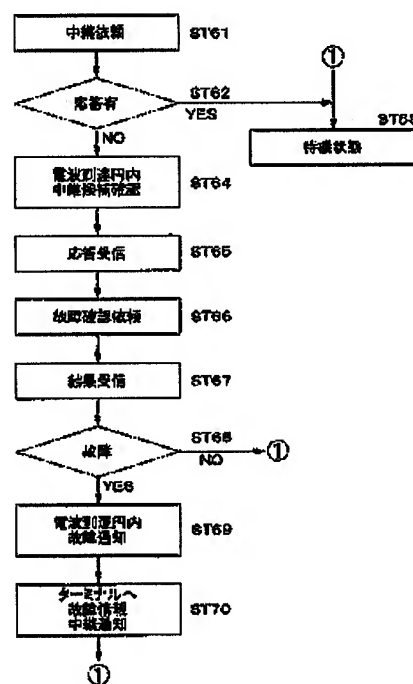 中継依頼 ST61
応答有 ST62
YES
NO
①
待機状態
電波到達円内
中継候補確認 ST64
応答受信 ST65
故障確認依頼 ST66
結果受信 ST67
故障 ST68
NO ①
YES
電波到達円内
故障通知 ST69
ターミナルへ
故障情報
中継通知 ST70
①